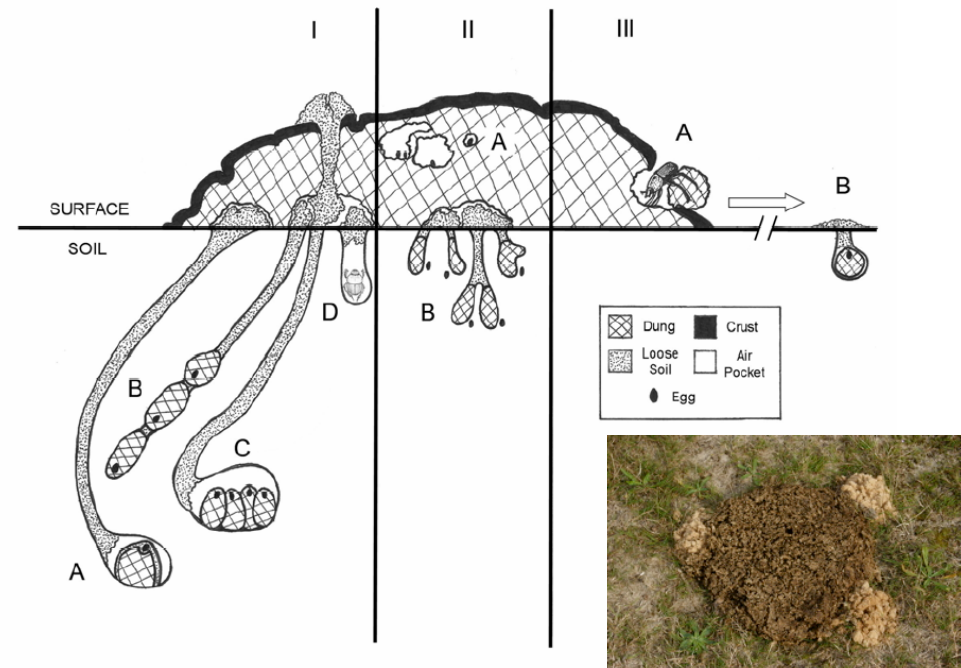 I II III
A
A
B
SURFACE
SOIL
D
B
B
C
A
Dung Crust
Loose Air
Soil Pocket
Egg